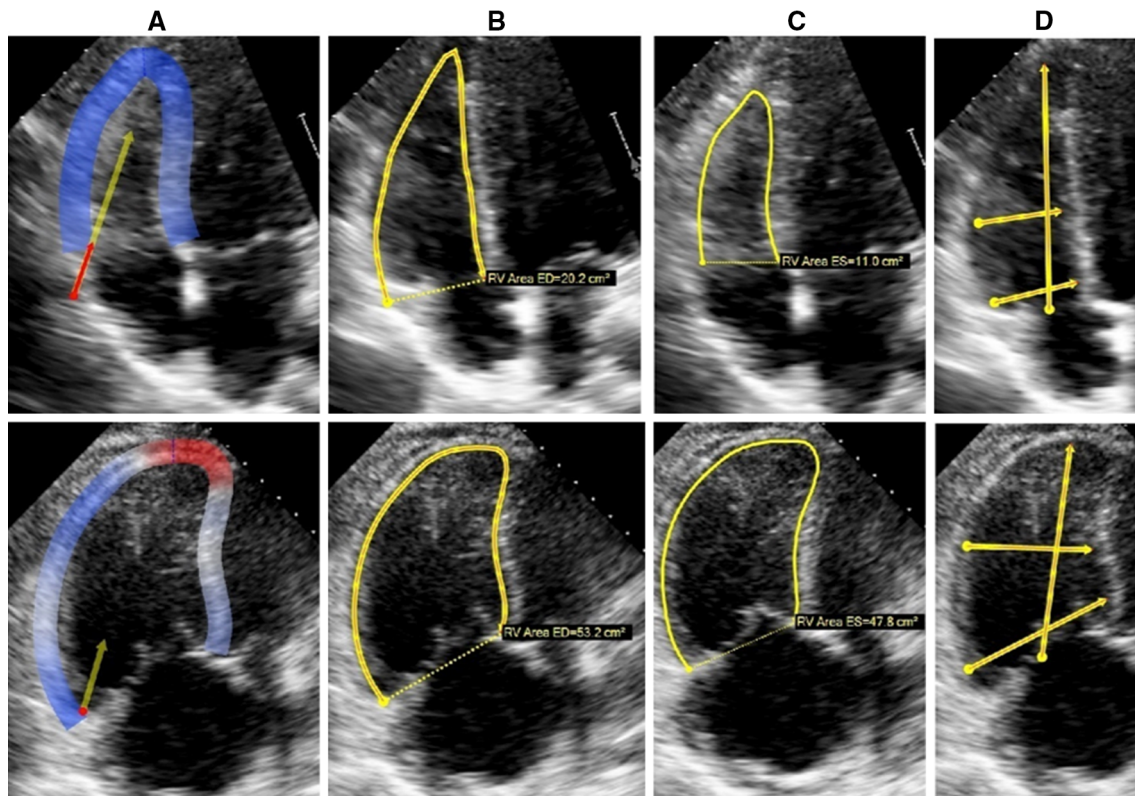 A
B
C
D
RV Area ED=20.2 cm²
RV Area ES=11.0 cm²
RV Area ED=53.2 cm²
RV Area ES=47.8 cm²